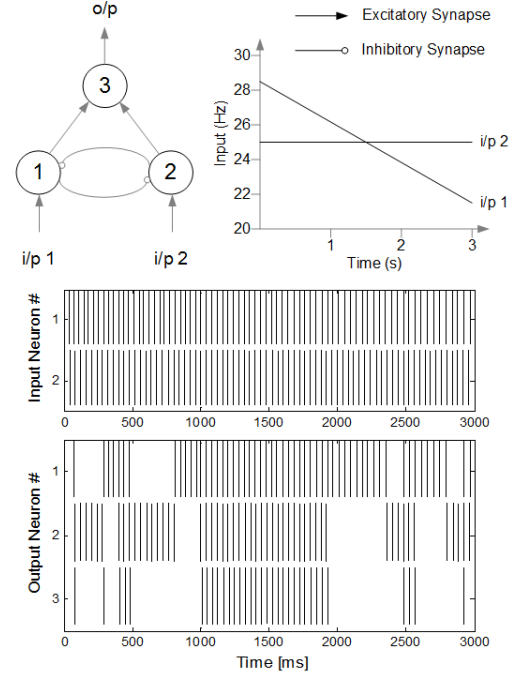 o/p
3
1
2
i/p 1
i/p 2
Excitatory Synapse
Inhibitory Synapse
Input (Hz)
30
28
26
24
22
20
i/p 2
i/p 1
1
2
3
Time (s)
Input Neuron #
1
2
0
500
1000
1500
2000
2500
3000
Output Neuron #
1
2
3
0
500
1000
1500
2000
2500
3000
Time [ms]